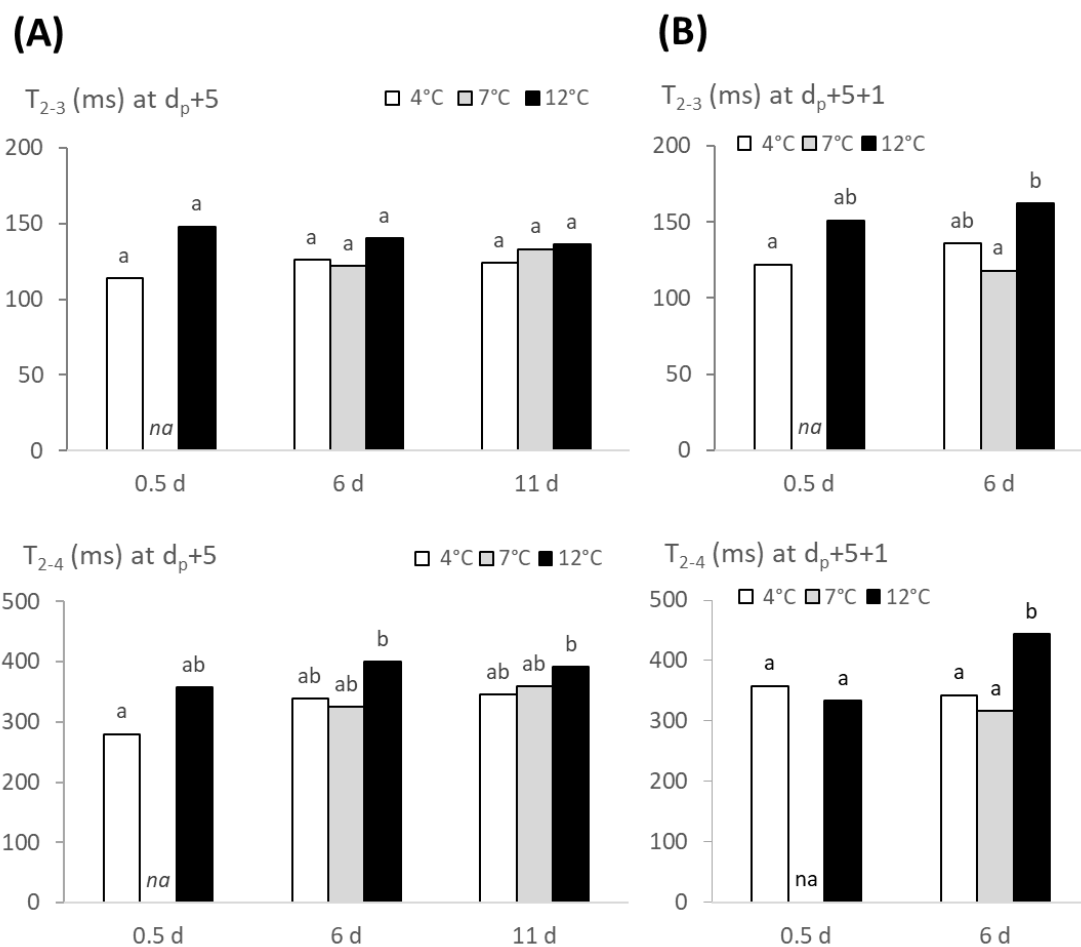 (A)
T2-3 (ms) at dp+5
4°C 7°C 12°C
200
150
100
50
0
a
na
a
a
a
a
a
a
a
0.5 d
6 d
11 d
(B)
T2-3 (ms) at dp+5+1
4°C 7°C 12°C
200
150
100
50
0
a
na
ab
ab
a
b
0.5 d
6 d
T2-4 (ms) at dp+5
4°C 7°C 12°C
500
400
300
200
100
0
a
na
ab
ab
ab
b
ab
ab
b
0.5 d
6 d
11 d
T2-4 (ms) at dp+5+1
4°C 7°C 12°C
500
400
300
200
100
0
a
na
a
a
a
b
0.5 d
6 d